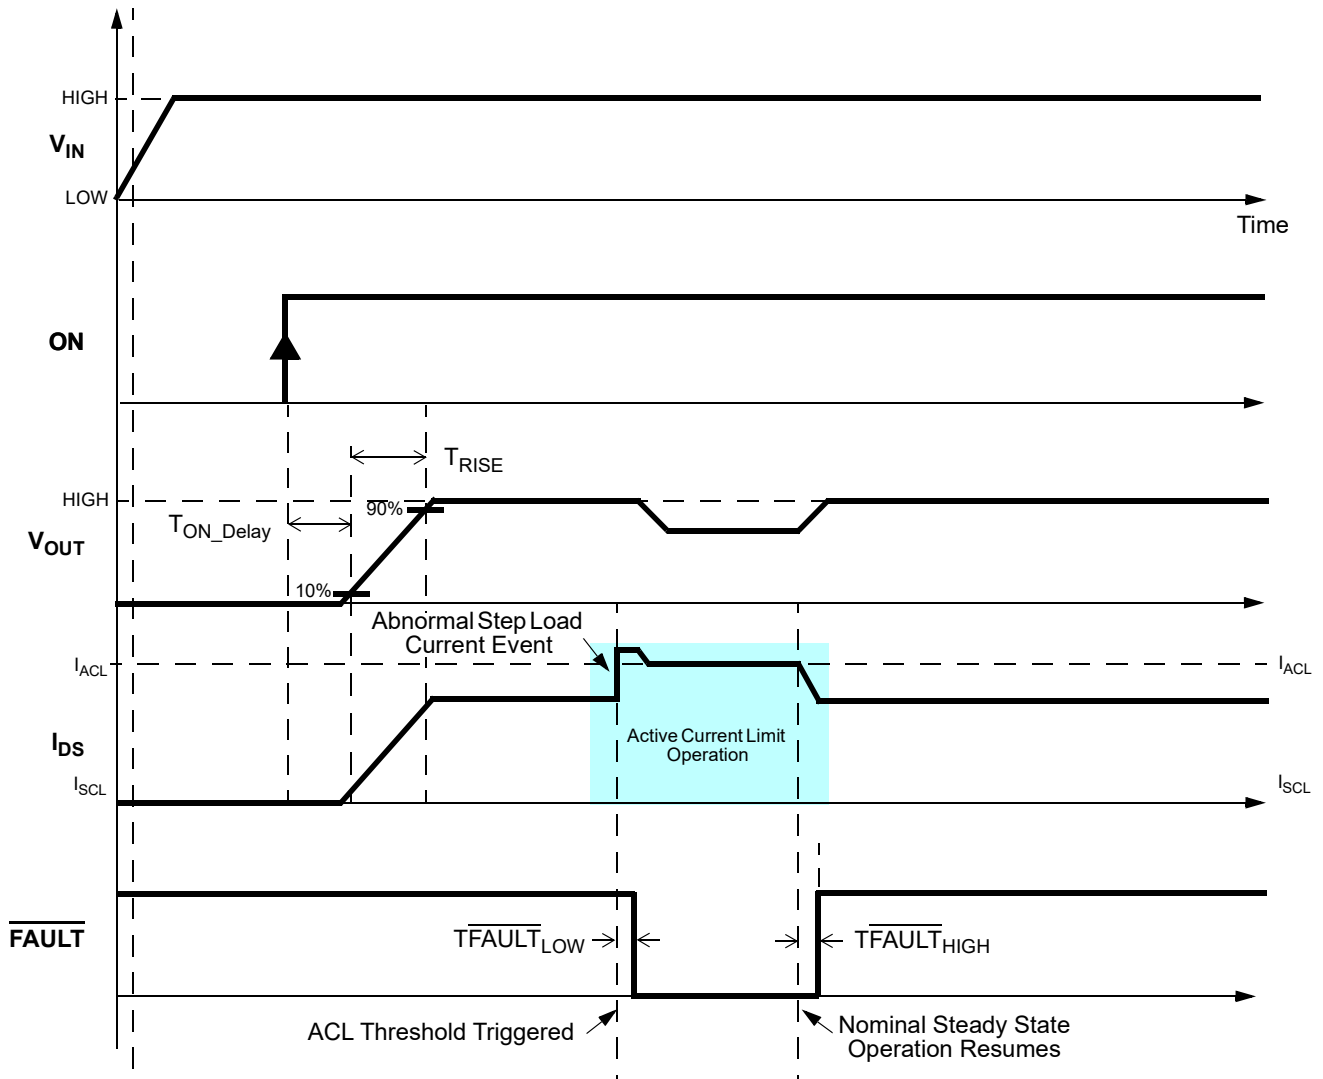 HIGH
VIN
LOW
Time
ON
TRISE
HIGH
90%
TON_Delay
VOUT
10%
Abnormal Step Load
Current Event
IACL
IACL
Active Current Limit
Operation
IDS
ISCL
ISCL
FAULT
TFAULTLOW
TFAULTHIGH
ACL Threshold Triggered
Nominal Steady State
Operation Resumes